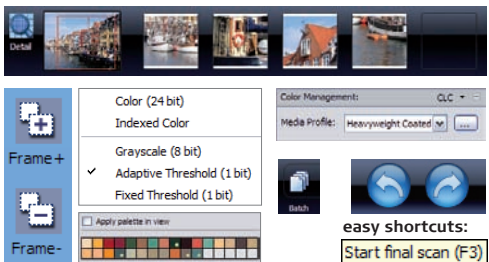 Detail
Frame+
Frame-
Color (24 bit)
Indexed Color
Grayscale (8 bit)
Adaptive Threshold (1 bit)
Fixed Threshold (1 bit)
Apply palette in view
Color Management: CLC
Media Profile: Heavyweight Coated ...
Batch
easy shortcuts:
Start final scan (F3)